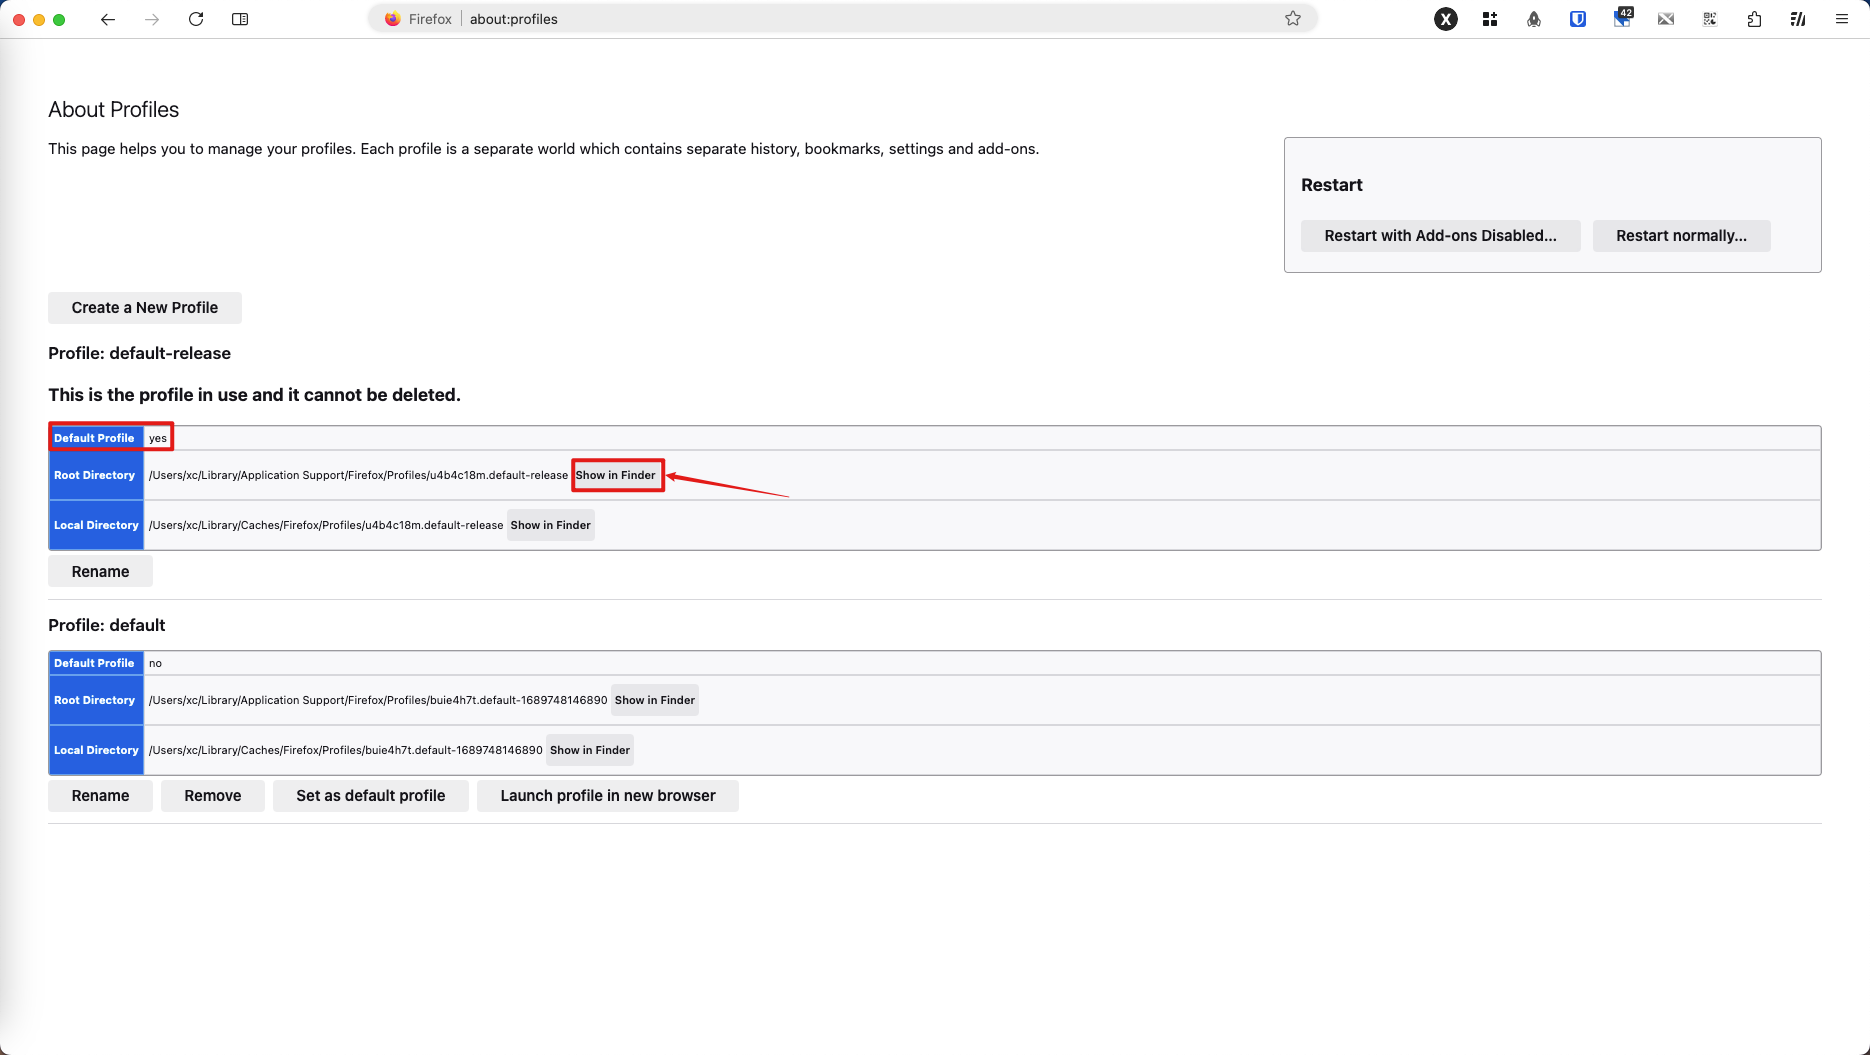 Firefox about:profiles
42
About Profiles
This page helps you to manage your profiles. Each profile is a separate world which contains separate history, bookmarks, settings and add-ons.
Restart
Restart with Add-ons Disabled... Restart normally...
Create a New Profile
Profile: default-release
This is the profile in use and it cannot be deleted.
Default Profile yes
Root Directory /Users/xc/Library/Application Support/Firefox/Profiles/u4b4c18m.default-release Show in Finder
Local Directory /Users/xc/Library/Caches/Firefox/Profiles/u4b4c18m.default-release Show in Finder
Rename
Profile: default
Default Profile no
Root Directory /Users/xc/Library/Application Support/Firefox/Profiles/buie4h7t.default-1689748146890 Show in Finder
Local Directory /Users/xc/Library/Caches/Firefox/Profiles/buie4h7t.default-1689748146890 Show in Finder
Rename Remove Set as default profile Launch profile in new browser